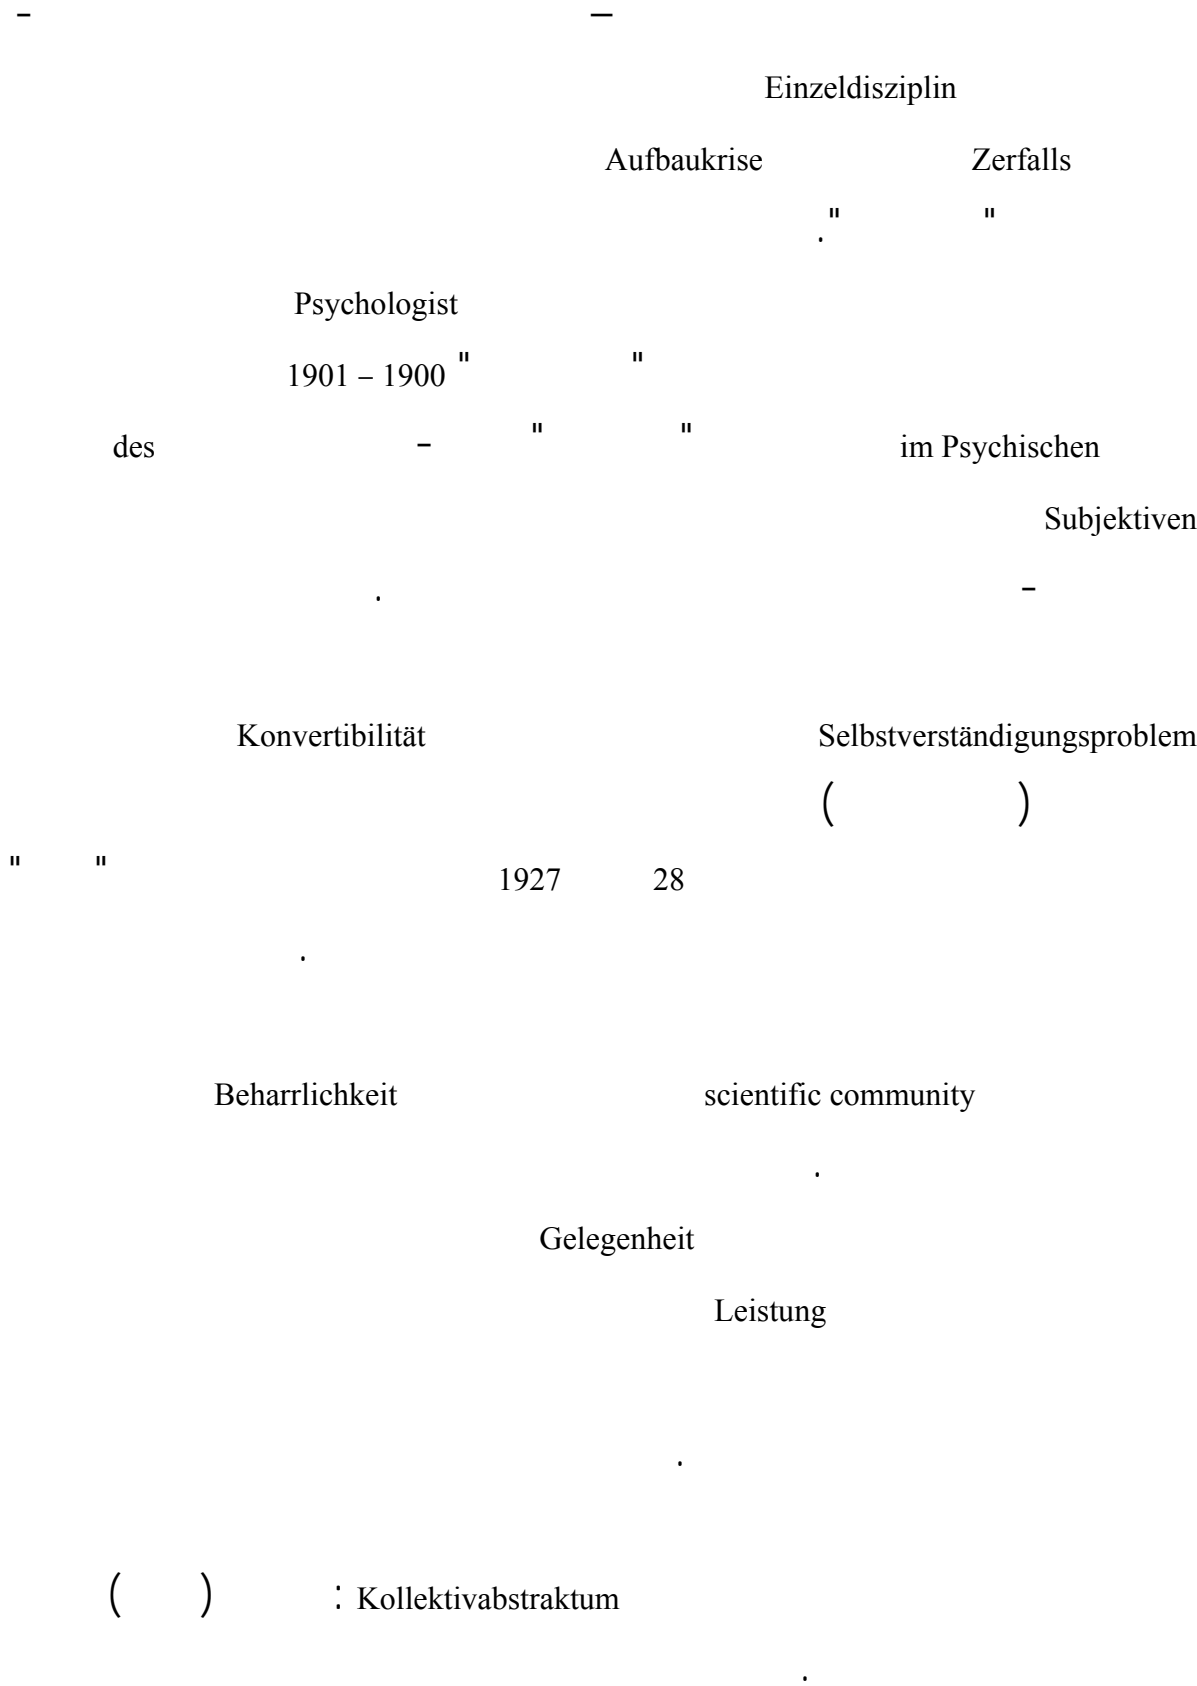 - –
Einzeldisziplin
Aufbaukrise Zerfalls
." "
Psychologist
1901 – 1900 " "
des - " " im Psychischen
Subjektiven
. -
Konvertibilität Selbstverständigungsproblem
( )
" " 1927 28
.
Beharrlichkeit scientific community
.
Gelegenheit
Leistung
.
( ) : Kollektivabstraktum
.